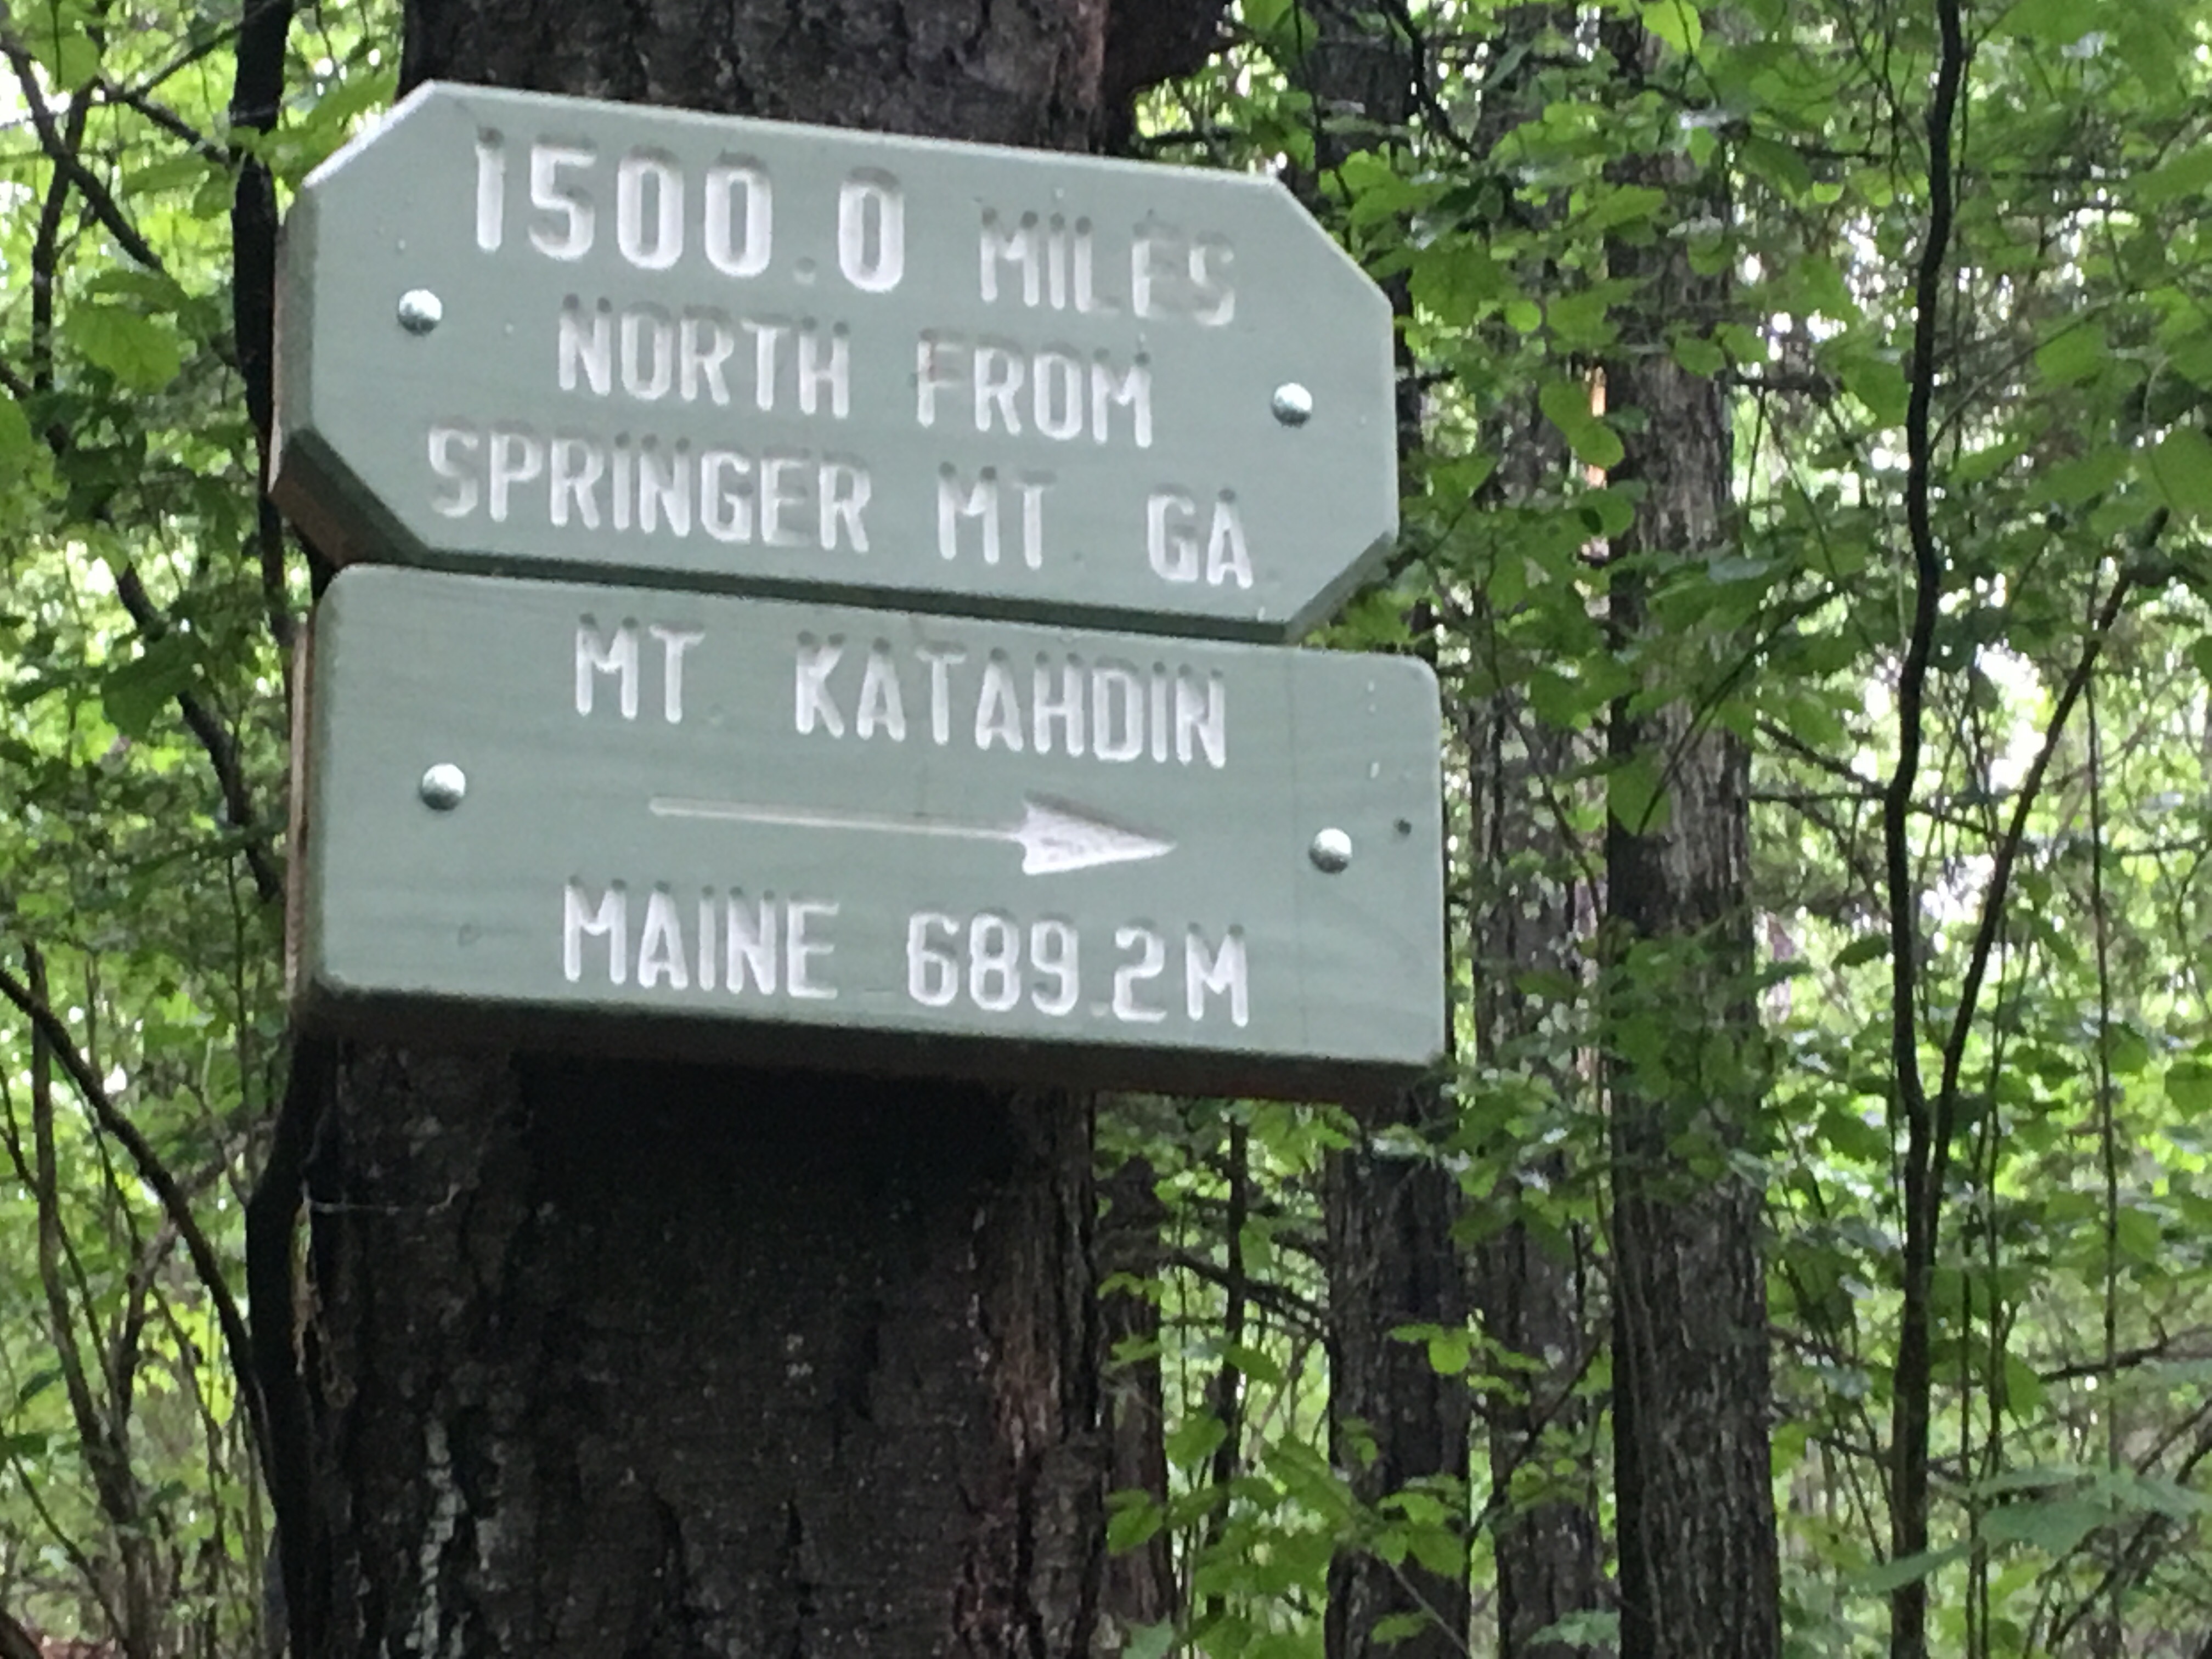 1500.0 MILES
NORTH FROM
SPRINGER MT GA
MT KATAHDIN
MAINE 689.2M